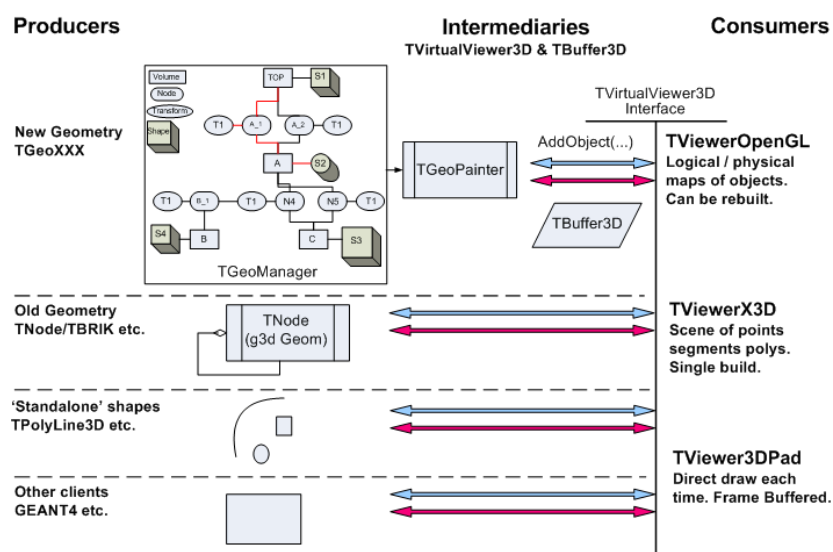 Producers
Intermediaries
TVirtualViewer3D & TBuffer3D
Consumers
Volume
Node
Transform
Shape
TOP
S1
T1
A_1
A_2
T1
A
S2
T1
B_1
T1
N4
N5
T1
S4
B
C
S3
TGeoManager
New Geometry
TGeoXXX
TGeoPainter
AddObject(...)
TBuffer3D
TVirtualViewer3D
Interface
TViewerOpenGL
Logical / physical
maps of objects.
Can be rebuilt.
Old Geometry
TNode/TBRIK etc.
TNode
(g3d Geom)
TViewerX3D
Scene of points
segments polys.
Single build.
‘Standalone’ shapes
TPolyLine3D etc.
TViewer3DPad
Direct draw each
time. Frame Buffered.
Other clients
GEANT4 etc.